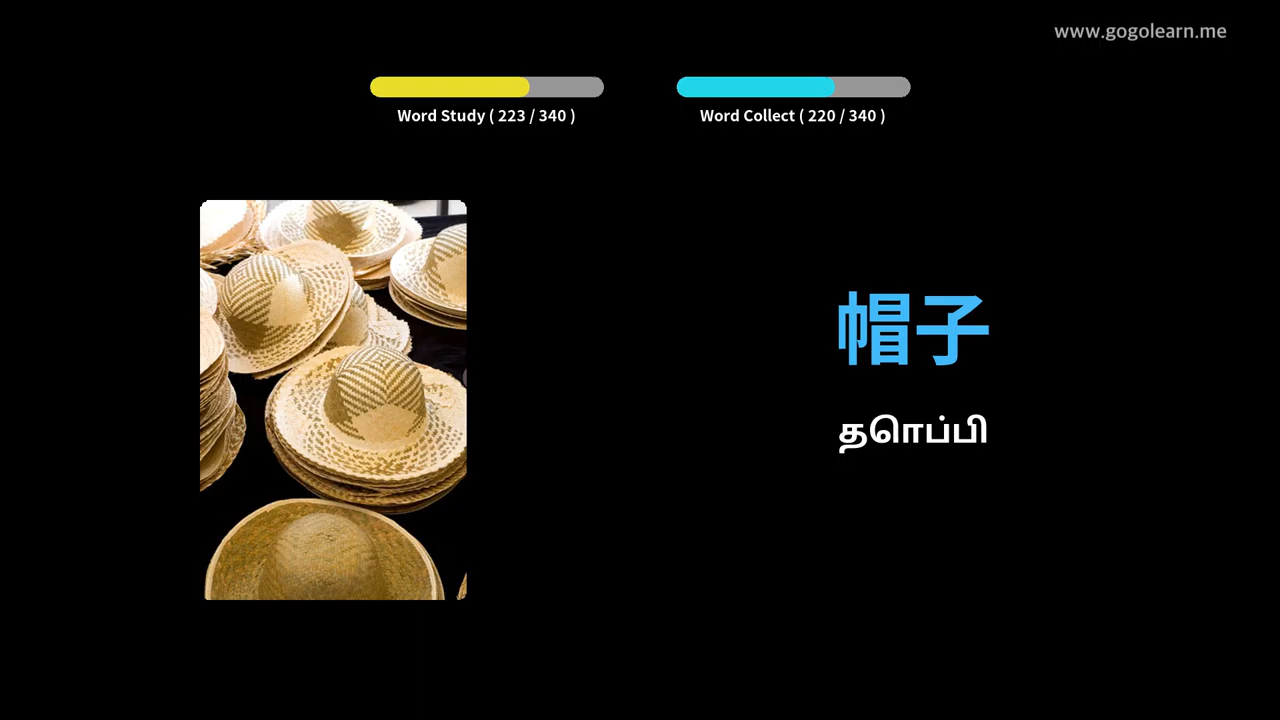 www.gogolearn.me
Word Study ( 223 / 340 )
Word Collect ( 220 / 340 )
帽子
தொப்பி